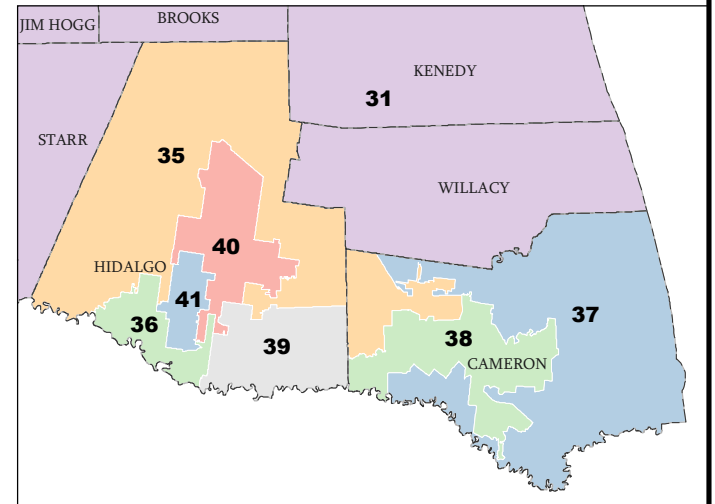 JIM HOGG
BROOKS
KENEDY
31
STARR
35
WILLACY
40
HIDALGO
41
37
36
38
39
CAMERON